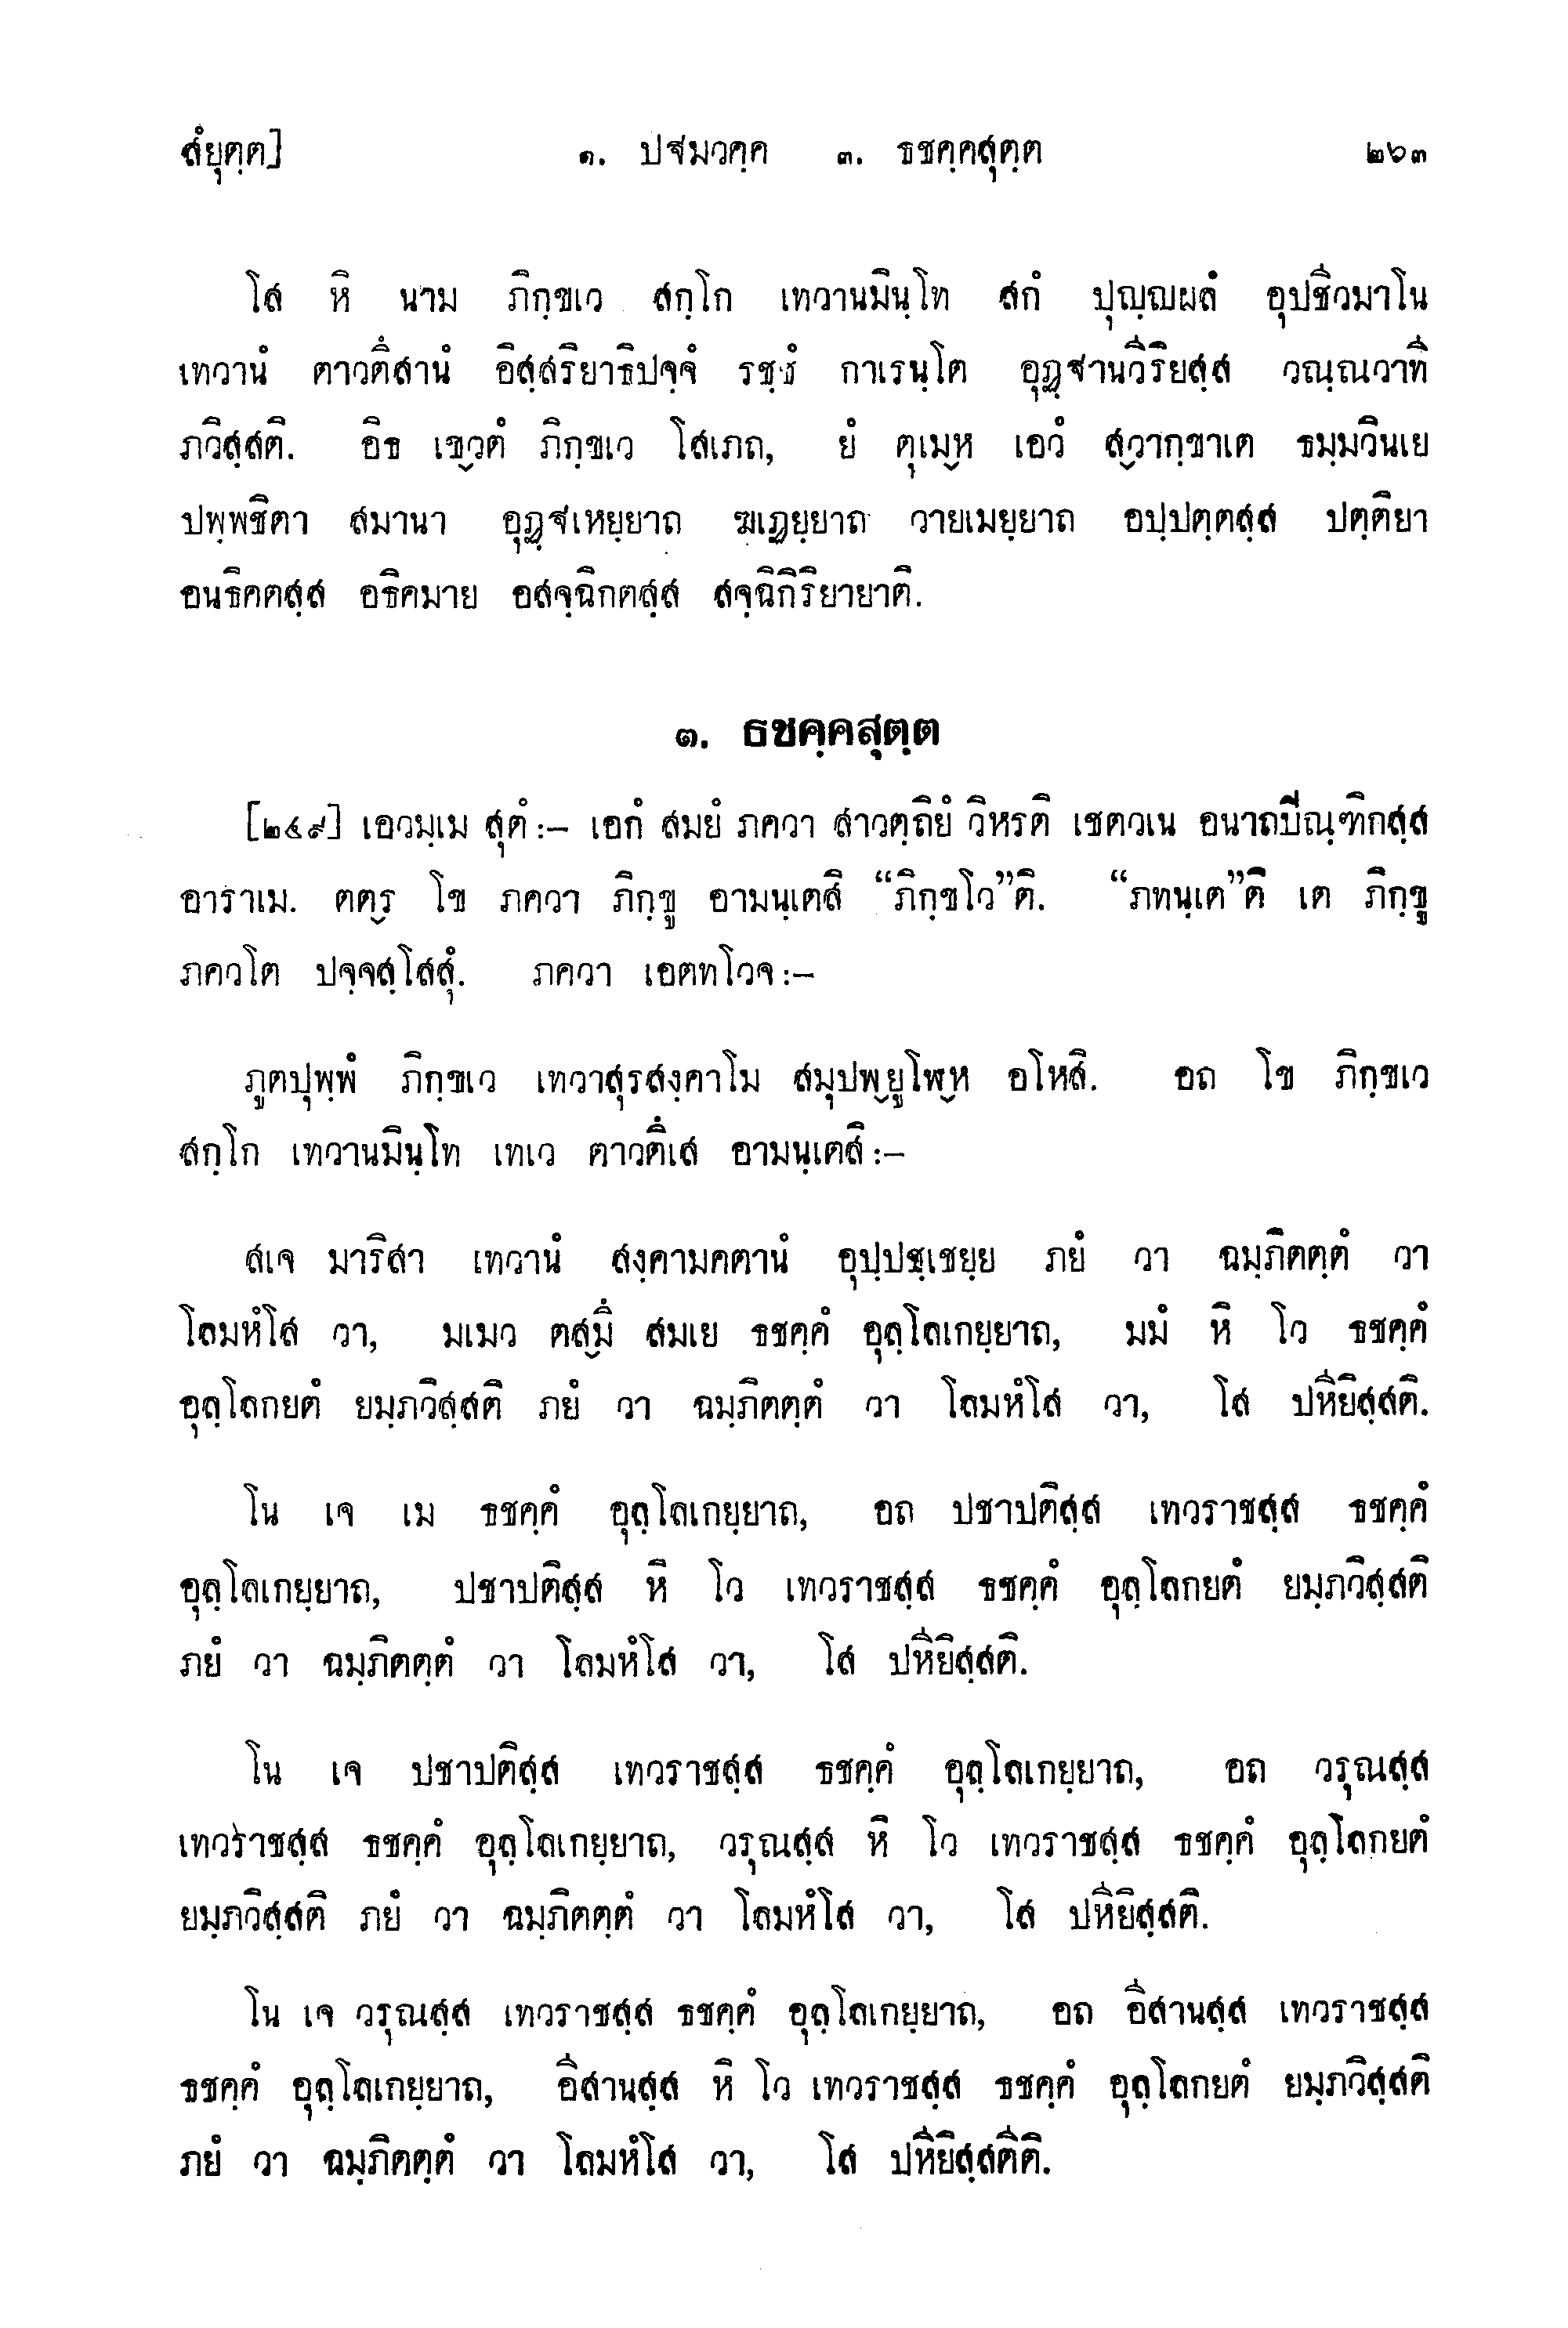 สํยุตฺต] ๑. ปฐมวคฺค ๓. ธชคฺคสุตฺต ๒๖๓
โส หิ นาม ภิกฺขเว สกฺโก เทวานมินฺโท สกํ ปุญฺญผลํ อุปชีวมาโน
เทวานํ ตาวตึสานํ อิสฺสริยาธิปจฺจํ รชฺชํ กาเรนฺโต อุฏฺฐานวีริยสฺส วณฺณวาที
ภวิสฺสติ. อิธ เข๎วตํ ภิกฺขเว โสเภถ, ยํ ตุเม๎ห เอวํ ส๎วากฺขาเต ธมฺมวินเย
ปพฺพชิตา สมานา อุฏฺฐเหยฺยาถ ฆเฏยฺยาถ วายเมยฺยาถ อปฺปตฺตสฺส ปตฺติยา
อนธิคตสฺส อธิคมาย อสจฺฉิกตสฺส สจฺฉิกิริยายาติ.
๓. ธชคฺคสุตฺต
[๒๔๙] เอวมฺเม สุตํ:– เอกํ สมยํ ภควา สาวตฺถิยํ วิหรติ เชตวเน อนาถปิณฺฑิกสฺส
อาราเม. ตต๎ร โข ภควา ภิกฺขู อามนฺเตสิ “ภิกฺขโว”ติ. “ภทนฺเต”ติ เต ภิกฺขู
ภควโต ปจฺจสฺโสสุํ. ภควา เอตทโวจ:–
ภูตปุพฺพํ ภิกฺขเว เทวาสุรสงฺคาโม สมุปพ๎ยูโฬ๎ห อโหสิ. อถ โข ภิกฺขเว
สกฺโก เทวานมินฺโท เทเว ตาวตึเส อามนฺเตสิ:–
สเจ มาริสา เทวานํ สงฺคามคตานํ อุปฺปชฺเชยฺย ภยํ วา ฉมฺภิตตฺตํ วา
โลมหํโส วา, มเมว ตส๎มึ สมเย ธชคฺคํ อุลฺโลเกยฺยาถ, มมํ หิ โว ธชคฺคํ
อุลฺโลกยตํ ยมฺภวิสฺสติ ภยํ วา ฉมฺภิตตฺตํ วา โลมหํโส วา, โส ปหียิสฺสติ.
โน เจ เม ธชคฺคํ อุลฺโลเกยฺยาถ, อถ ปชาปติสฺส เทวราชสฺส ธชคฺคํ
อุลฺโลเกยฺยาถ, ปชาปติสฺส หิ โว เทวราชสฺส ธชคฺคํ อุลฺโลกยตํ ยมฺภวิสฺสติ
ภยํ วา ฉมฺภิตตฺตํ วา โลมหํโส วา, โส ปหียิสฺสติ.
โน เจ ปชาปติสฺส เทวราชสฺส ธชคฺคํ อุลฺโลเกยฺยาถ, อถ วรุณสฺส
เทวราชสฺส ธชคฺคํ อุลฺโลเกยฺยาถ, วรุณสฺส หิ โว เทวราชสฺส ธชคฺคํ อุลฺโลกยตํ
ยมฺภวิสฺสติ ภยํ วา ฉมฺภิตตฺตํ วา โลมหํโส วา, โส ปหียิสฺสติ.
โน เจ วรุณสฺส เทวราชสฺส ธชคฺคํ อุลฺโลเกยฺยาถ, อถ อีสานสฺส เทวราชสฺส
ธชคฺคํ อุลฺโลเกยฺยาถ, อีสานสฺส หิ โว เทวราชสฺส ธชคฺคํ อุลฺโลกยตํ ยมฺภวิสฺสติ
ภยํ วา ฉมฺภิตตฺตํ วา โลมหํโส วา, โส ปหียิสฺสตีติ.